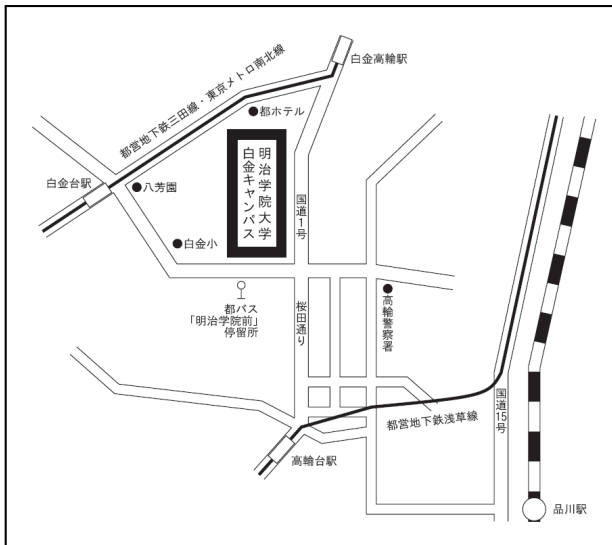 白金高輪駅
都営地下鉄三田線・東京メトロ南北線
都ホテル
明治学院大学
白金キャンパス
白金台駅
八芳園
国道1号
白金小
都バス
「明治学院前」
停留所
桜田通り
高輪警察署
都営地下鉄浅草線
国道15号
高輪台駅
品川駅